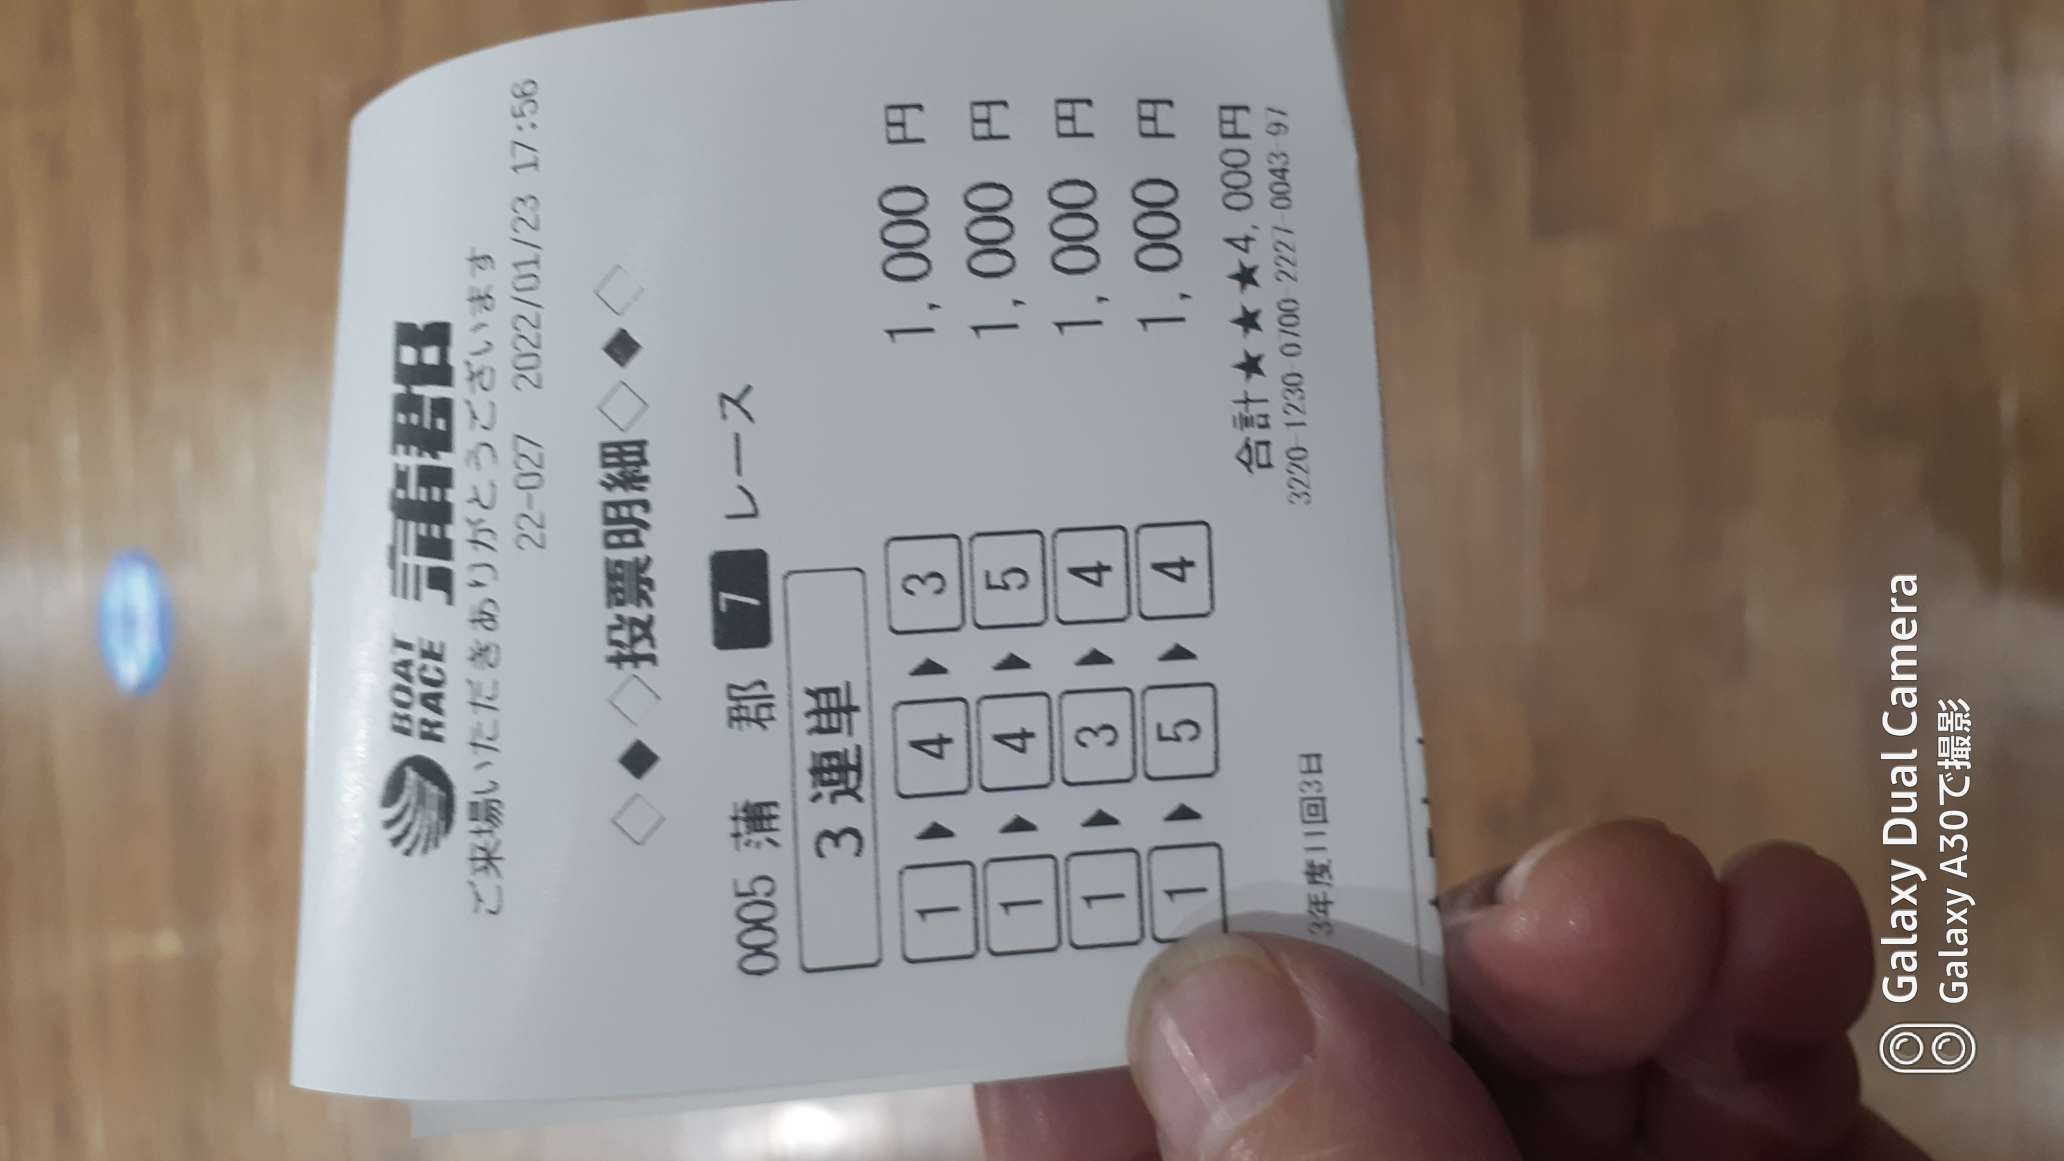 BOAT RACE 蒲郡
ご来場いただきありがとうございます
22-027 2022/01/23 17:56
◇◆◇投票明細◇◆◇
0005 蒲 郡 7 レース
3連単
1▶4▶3 1,000 円
1▶4▶5 1,000 円
1▶3▶4 1,000 円
1▶5▶4 1,000 円
合計★★★4,000円
3220-1230-0700-2227-0043-97
3年度11回3日
Galaxy Dual Camera
Galaxy A30で撮影